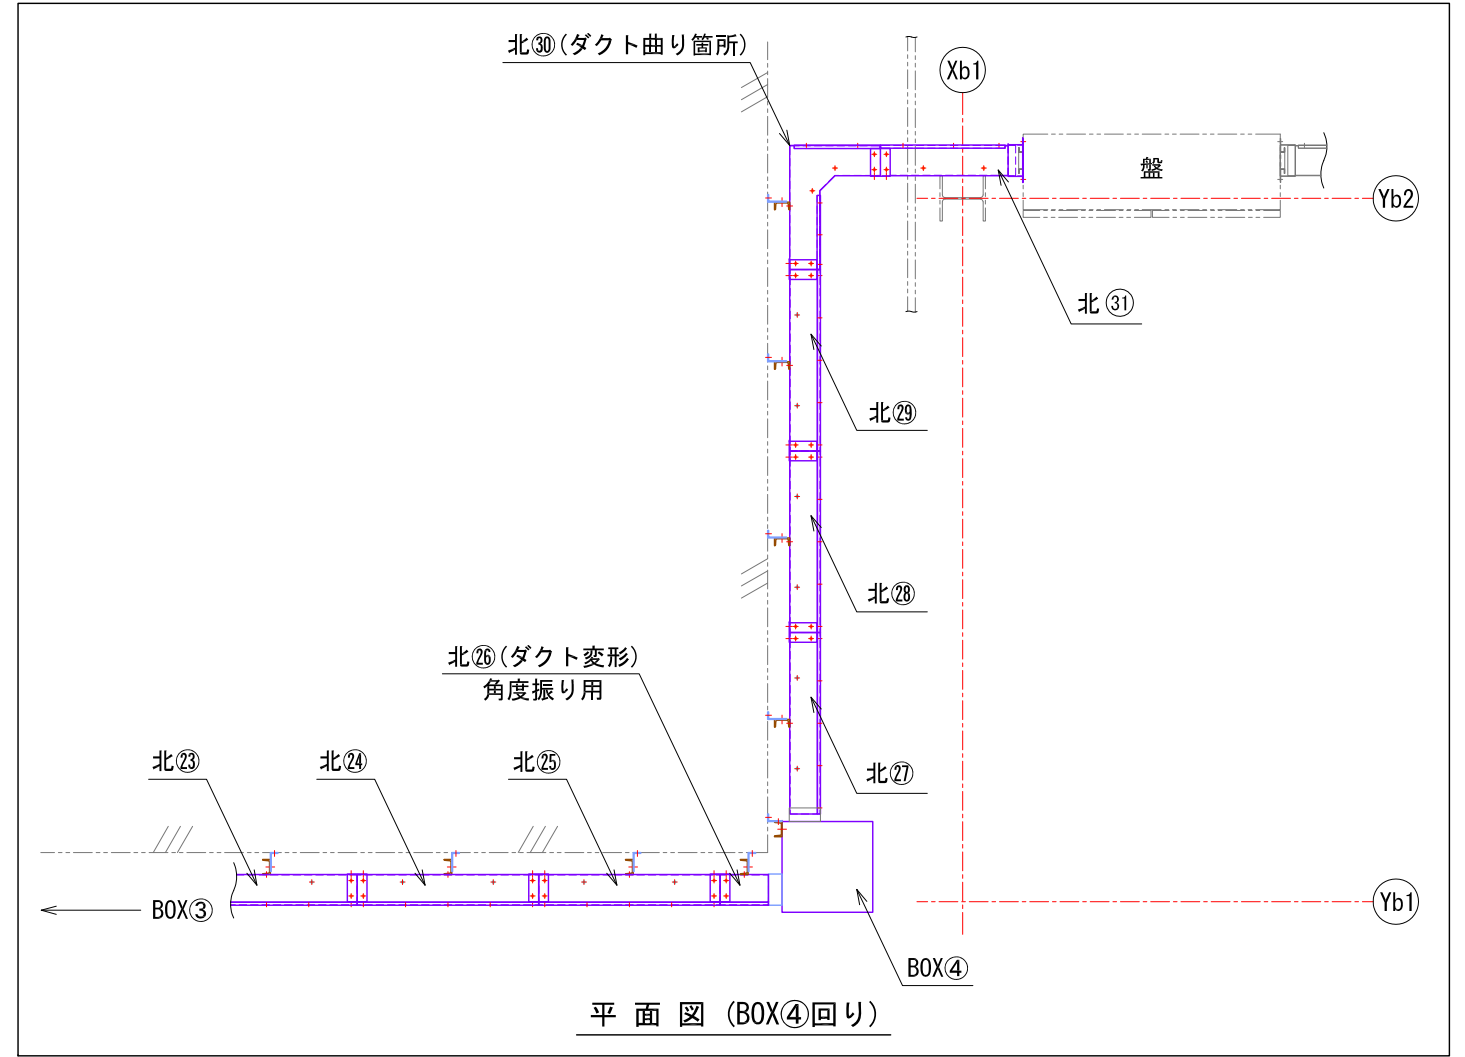 北㉚(ダクト曲り箇所)
Xb1
盤
Yb2
北㉛
北㉙
北㉘
北㉖(ダクト変形)
角度振り用
北㉓
北㉔
北㉕
北㉗
BOX③
Yb1
BOX④
平面図(BOX④回り)